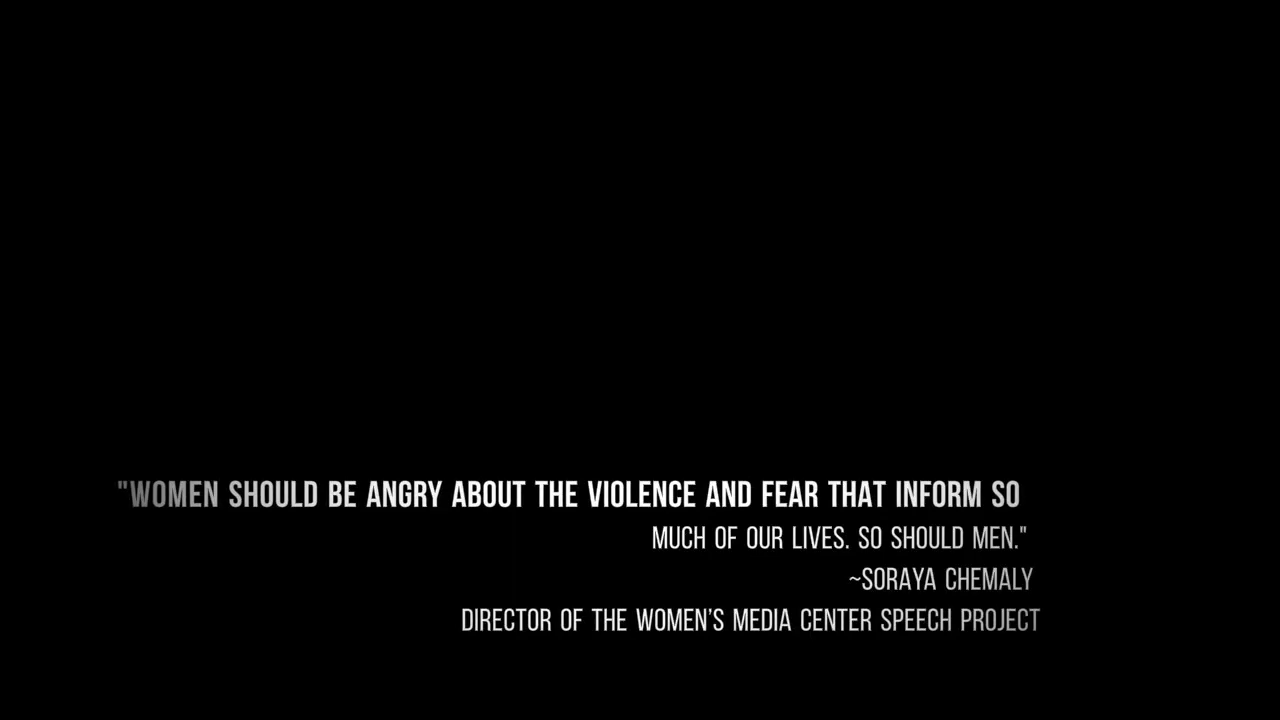 "WOMEN SHOULD BE ANGRY ABOUT THE VIOLENCE AND FEAR THAT INFORM SO
MUCH OF OUR LIVES. SO SHOULD MEN."
~SORAYA CHEMALY
DIRECTOR OF THE WOMEN’S MEDIA CENTER SPEECH PROJECT